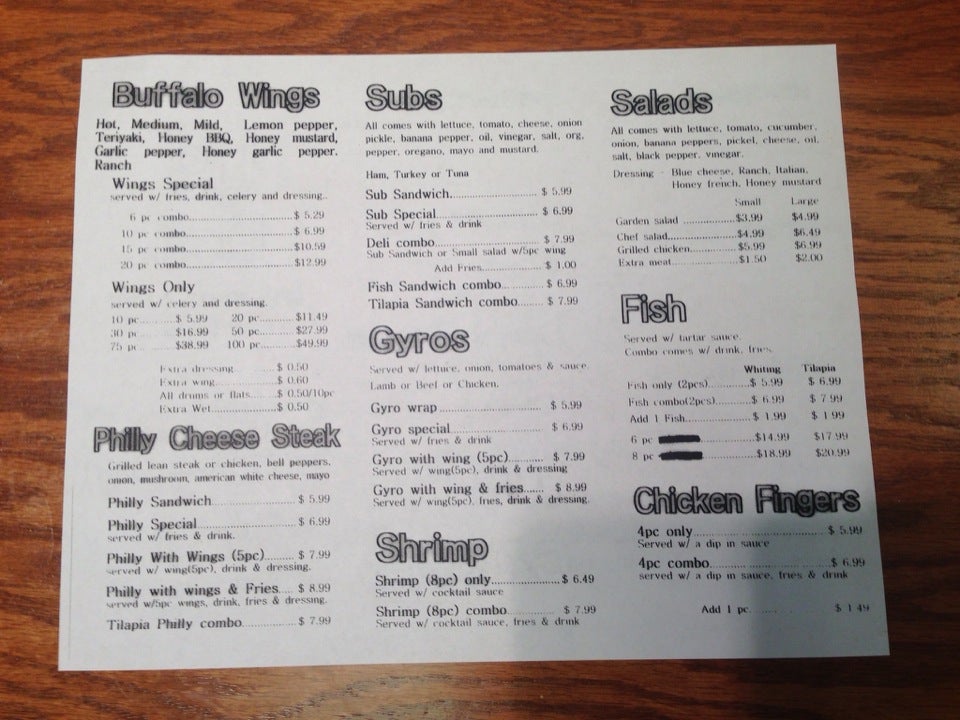 Buffalo Wings
Hot, Medium, Mild, Lemon pepper,
Teriyaki, Honey BBQ, Honey mustard,
Garlic pepper, Honey garlic pepper.
Ranch
Wings Special
served w/ fries, drink, celery and dressing..
6 pc combo..............................$ 5.29
10 pc combo............................$ 6.99
15 pc combo............................$10.59
20 pc combo............................$12.99
Wings Only
served w/ celery and dressing.
10 pc.........$ 5.99 20 pc..........$11.49
30 pc.........$16.99 50 pc..........$27.99
75 pc.........$38.99 100 pc.........$49.99
Extra dressing...........$ 0.50
Extra wing................$ 0.60
All drums or flats......$ 0.50/10pc
Extra Wet.................$ 0.50
Philly Cheese Steak
Grilled lean steak or chicken, bell peppers,
onion, mushroom, american white cheese, mayo
Philly Sandwich......................$ 5.99
Philly Special.........................$ 6.99
served w/ fries & drink.
Philly With Wings (5pc)........$ 7.99
served w/ wing(5pc), drink & dressing.
Philly with wings & Fries.... $ 8.99
served w/5pc wings, drink, fries & dressing.
Tilapia Philly combo..............$ 7.99
Subs
All comes with lettuce, tomato, cheese, onion
pickle, banana pepper, oil, vinegar, salt, org,
pepper, oregano, mayo and mustard.
Ham, Turkey or Tuna
Sub Sandwich........................$ 5.99
Sub Special............................$ 6.99
Served w/ fries & drink
Deli combo............................$ 7.99
Sub Sandwich or Small salad w/5pc wing
Add Fries..................$ 1.00
Fish Sandwich combo...........$ 6.99
Tilapia Sandwich combo.......$ 7.99
Gyros
Served w/ lettuce, onion, tomatoes & sauce.
Lamb or Beef or Chicken.
Gyro wrap............................$ 5.99
Gyro special.........................$ 6.99
Served w/ fries & drink
Gyro with wing (5pc)...........$ 7.99
Served w/ wing(5pc), drink & dressing
Gyro with wing & fries....... $ 8.99
Served w/ wing(5pc), fries, drink & dressing.
Shrimp
Shrimp (8pc) only..................$ 6.49
Served w/ cocktail sauce
Shrimp (8pc) combo..............$ 7.99
Served w/ cocktail sauce, fries & drink
Salads
All comes with lettuce, tomato, cucumber,
onion, banana peppers, pickel, cheese, oil,
salt, black pepper, vinegar.
Dressing - Blue cheese, Ranch, Italian,
Honey french, Honey mustard
Small Large
Garden salad ..............$3.99 $4.99
Chef salad...................$4.99 $6.49
Grilled chicken............$5.99 $6.99
Extra meat..................$1.50 $2.00
Fish
Served w/ tartar sauce.
Combo comes w/ drink, fries.
Whiting Tilapia
Fish only (2pcs)...........$ 5.99 $ 6.99
Fish combo(2pcs)..........$ 6.99 $ 7.99
Add 1 Fish..................$ 1.99 $ 1.99
6 pc ..............$14.99 $17.99
8 pc ..............$18.99 $20.99
Chicken Fingers
4pc only..............................$ 5.99
Served w/ a dip in sauce
4pc combo...........................$ 6.99
served w/ a dip in sauce, fries & drink
Add 1 pc.....................$ 1.49